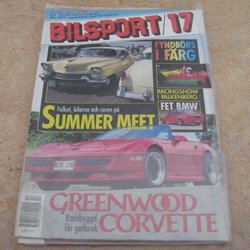 BILSPORT 17
FYNDBÖRS
I FÄRG
RACINGSHOW
I FALKENBERG
FET BMW
Folket, bilarna och racen på
SUMMER MEET
GREENWOOD
Racebyggd
för gatbruk
CORVETTE